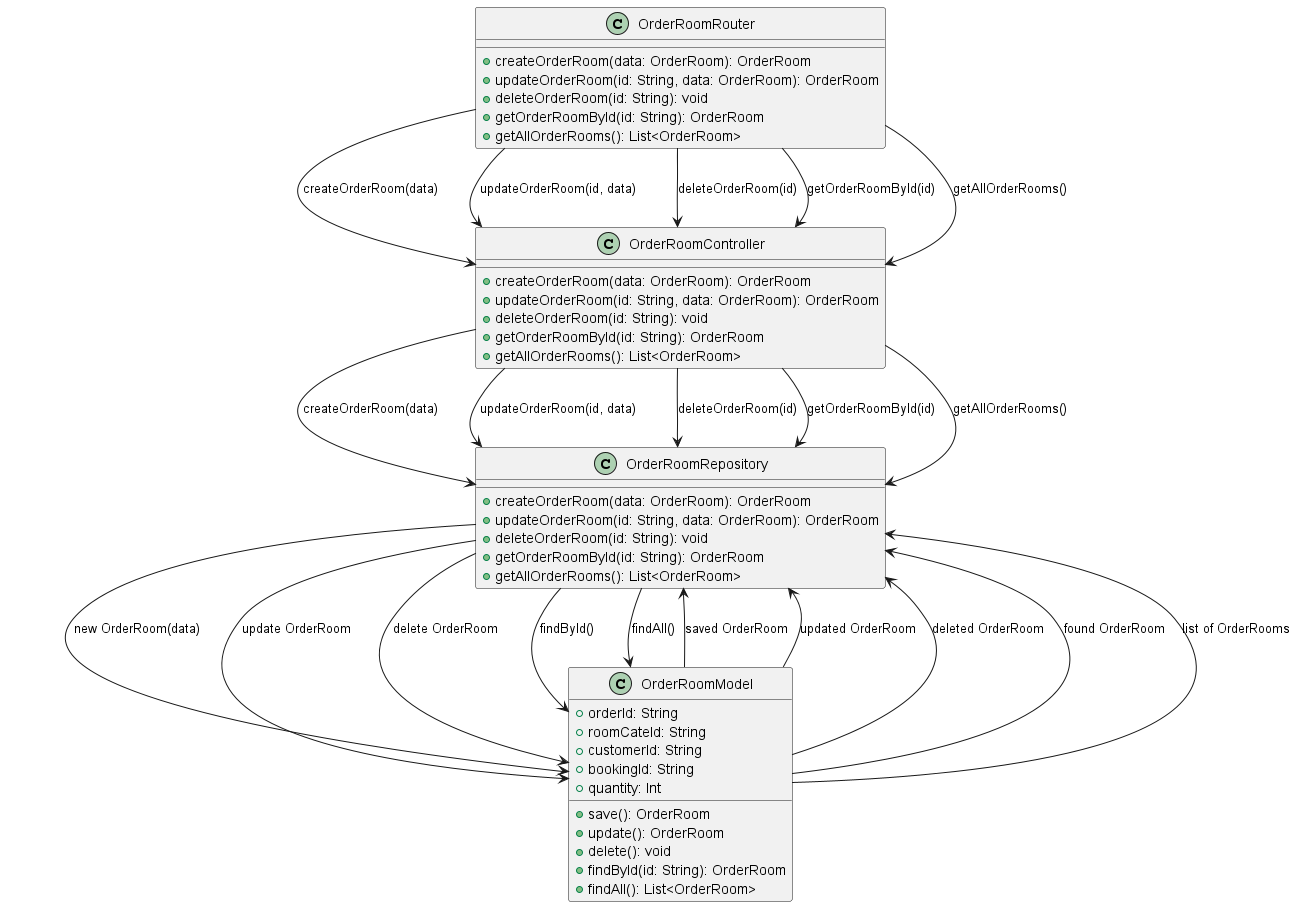 C OrderRoomRouter
createOrderRoom(data: OrderRoom): OrderRoom
updateOrderRoom(id: String, data: OrderRoom): OrderRoom
deleteOrderRoom(id: String): void
getOrderRoomById(id: String): OrderRoom
getAllOrderRooms(): List<OrderRoom>
createOrderRoom(data)
updateOrderRoom(id, data)
deleteOrderRoom(id)
getOrderRoomById(id)
getAllOrderRooms()
C OrderRoomController
createOrderRoom(data: OrderRoom): OrderRoom
updateOrderRoom(id: String, data: OrderRoom): OrderRoom
deleteOrderRoom(id: String): void
getOrderRoomById(id: String): OrderRoom
getAllOrderRooms(): List<OrderRoom>
createOrderRoom(data)
updateOrderRoom(id, data)
deleteOrderRoom(id)
getOrderRoomById(id)
getAllOrderRooms()
C OrderRoomRepository
createOrderRoom(data: OrderRoom): OrderRoom
updateOrderRoom(id: String, data: OrderRoom): OrderRoom
deleteOrderRoom(id: String): void
getOrderRoomById(id: String): OrderRoom
getAllOrderRooms(): List<OrderRoom>
new OrderRoom(data)
update OrderRoom
delete OrderRoom
findById()
findAll()
saved OrderRoom
updated OrderRoom
deleted OrderRoom
found OrderRoom
list of OrderRooms
C OrderRoomModel
orderId: String
roomCateId: String
customerId: String
bookingId: String
quantity: Int
save(): OrderRoom
update(): OrderRoom
delete(): void
findById(id: String): OrderRoom
findAll(): List<OrderRoom>